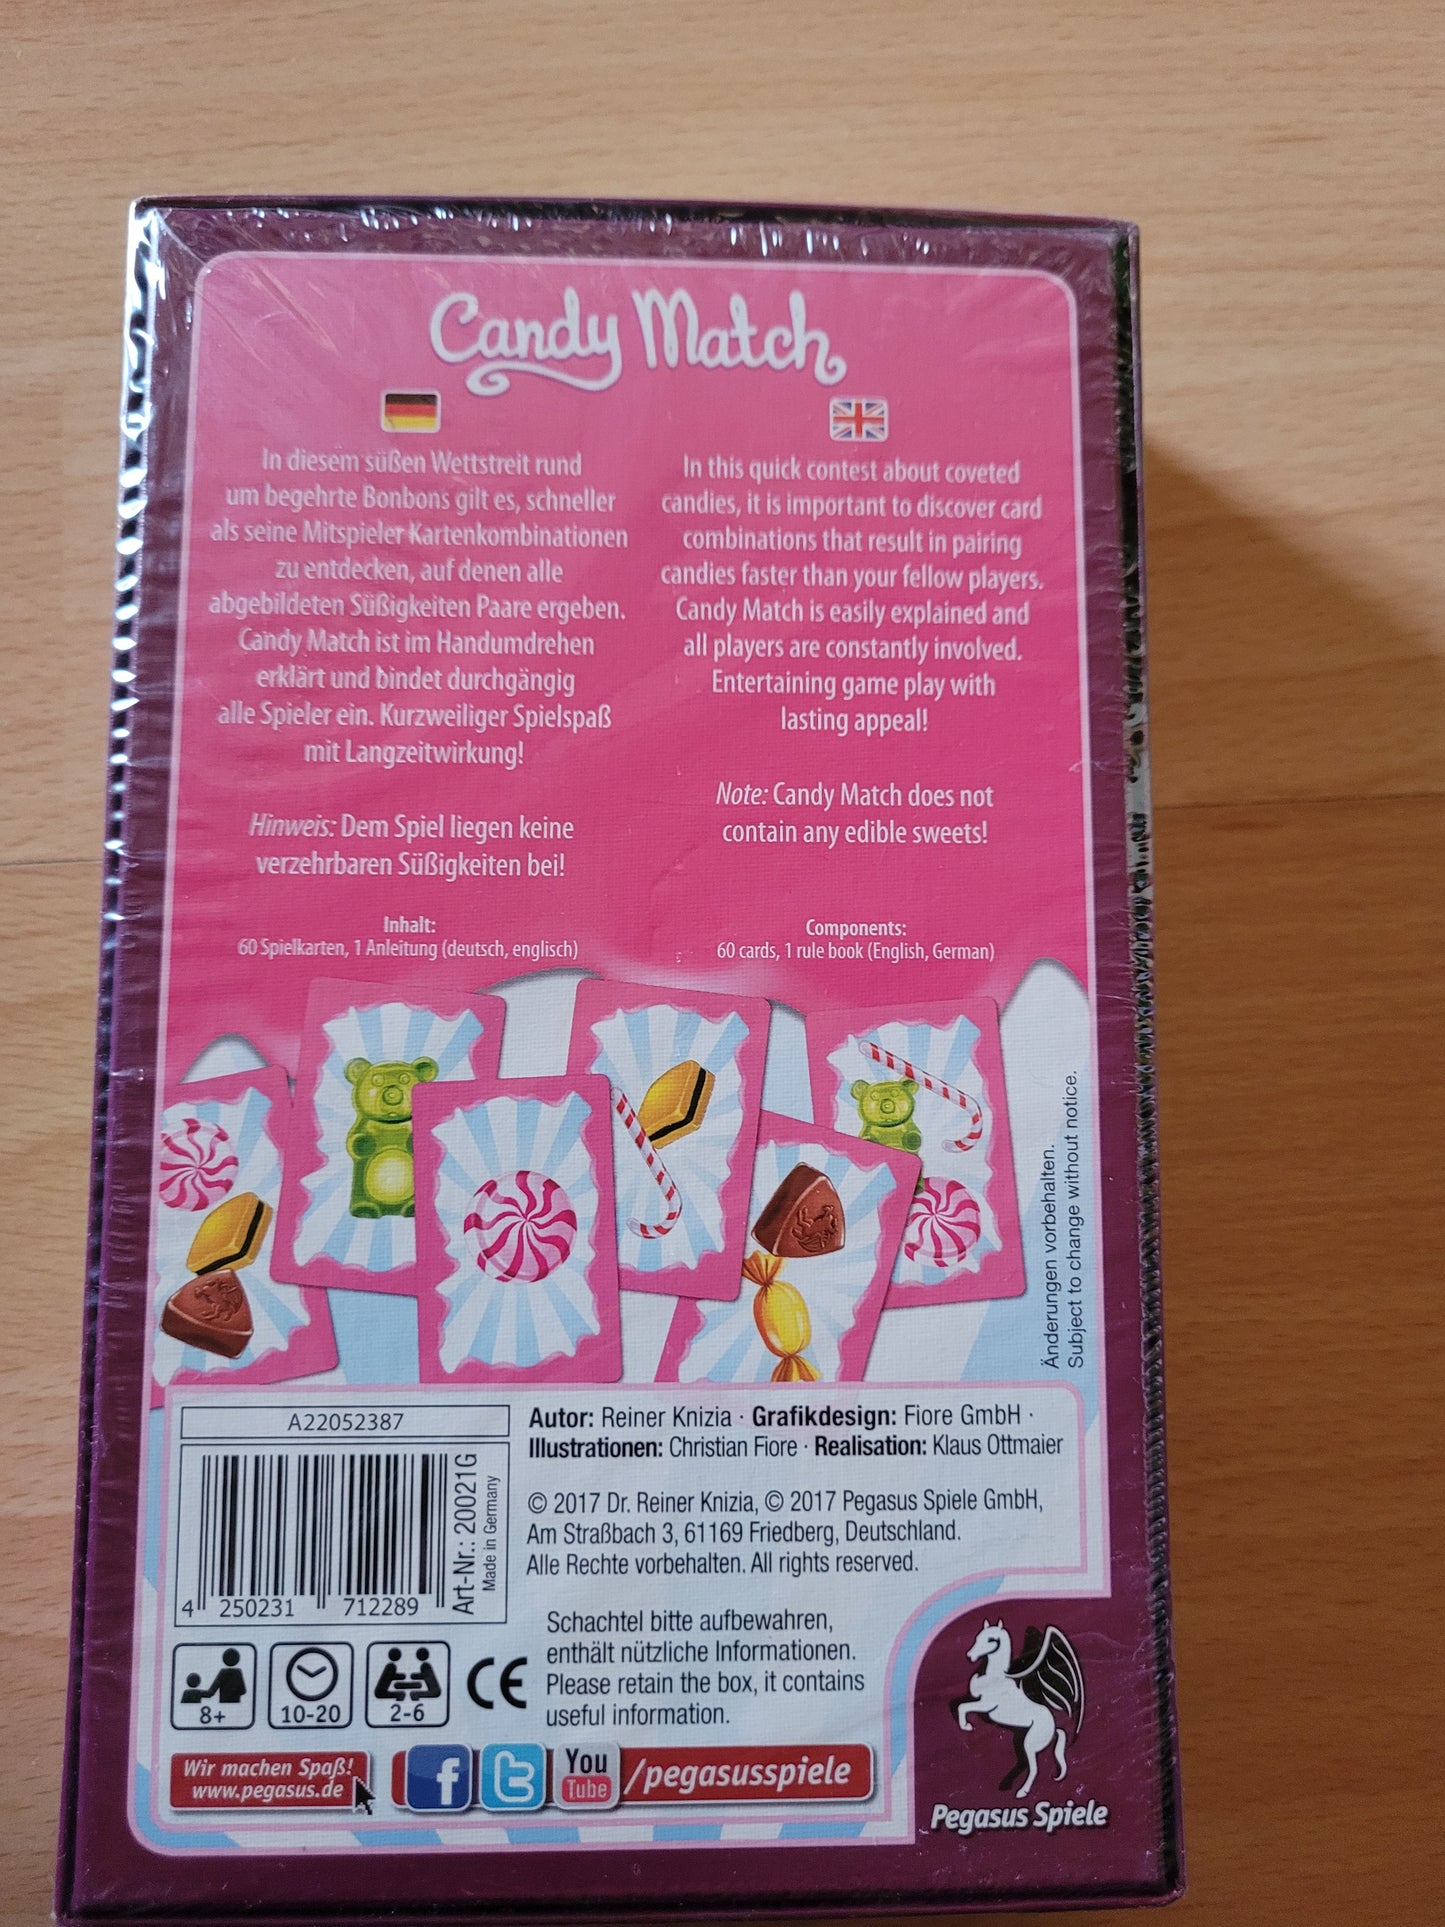 Candy Match
In diesem süßen Wettstreit rund
um begehrte Bonbons gilt es, schneller
als seine Mitspieler Kartenkombinationen
zu entdecken, auf denen alle
abgebildeten Süßigkeiten Paare ergeben.
Candy Match ist im Handumdrehen
erklärt und bindet durchgängig
alle Spieler ein. Kurzweiliger Spielspaß
mit Langzeitwirkung!
Hinweis: Dem Spiel liegen keine
verzehrbaren Süßigkeiten bei!
Inhalt:
60 Spielkarten, 1 Anleitung (deutsch, englisch)
In this quick contest about coveted
candies, it is important to discover card
combinations that result in pairing
candies faster than your fellow players.
Candy Match is easily explained and
all players are constantly involved.
Entertaining game play with
lasting appeal!
Note: Candy Match does not
contain any edible sweets!
Components:
60 cards, 1 rule book (English, German)
Änderungen vorbehalten.
Subject to change without notice.
A22052387
4 250231 712289
Art-Nr.: 20021G
Made in Germany
Autor: Reiner Knizia · Grafikdesign: Fiore GmbH ·
Illustrationen: Christian Fiore · Realisation: Klaus Ottmaier
© 2017 Dr. Reiner Knizia, © 2017 Pegasus Spiele GmbH,
Am Straßbach 3, 61169 Friedberg, Deutschland.
Alle Rechte vorbehalten. All rights reserved.
Schachtel bitte aufbewahren,
enthält nützliche Informationen.
Please retain the box, it contains
useful information.
8+
10-20
2-6
CE
Wir machen Spaß!
www.pegasus.de
f
t
You
Tube
/pegasusspiele
Pegasus Spiele